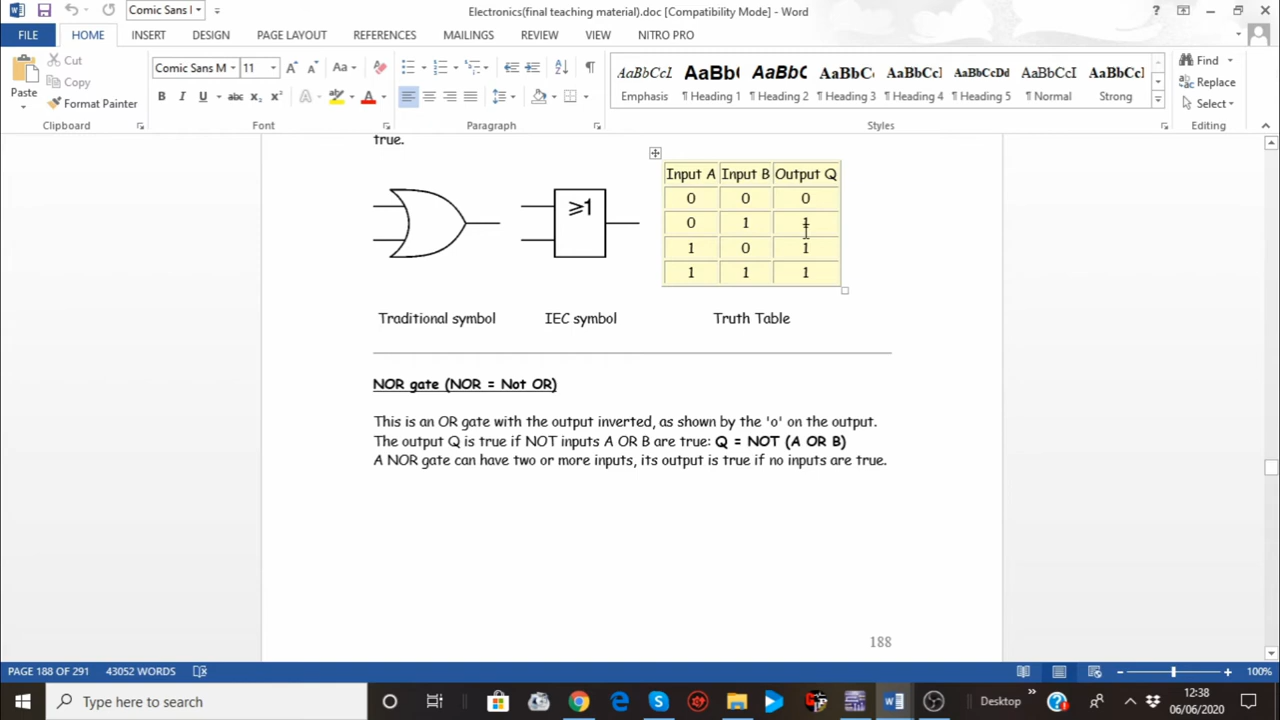 Comic Sans I
Electronics(final teaching material).doc [Compatibility Mode] - Word
FILE HOME INSERT DESIGN PAGE LAYOUT REFERENCES MAILINGS REVIEW VIEW NITRO PRO
Paste
Cut
Copy
Format Painter
Clipboard
Comic Sans M 11
Font
Paragraph
AaBbCcL AaBb( AaBbC AaBbC AaBbCcI AaBbCcDd AaBbCcI AaBbCcI
Emphasis ¶ Heading 1 ¶ Heading 2 ¶ Heading 3 ¶ Heading 4 ¶ Heading 5 ¶ Normal Strong
Styles
Find
Replace
Select
Editing
true.
≥1
Input A Input B Output Q
0 0 0
0 1 1
1 0 1
1 1 1
Traditional symbol IEC symbol Truth Table
NOR gate (NOR = Not OR)
This is an OR gate with the output inverted, as shown by the 'o' on the output.
The output Q is true if NOT inputs A OR B are true: Q = NOT (A OR B)
A NOR gate can have two or more inputs, its output is true if no inputs are true.
188
PAGE 188 OF 291 43052 WORDS 100%
Type here to search Desktop 12:38
06/06/2020